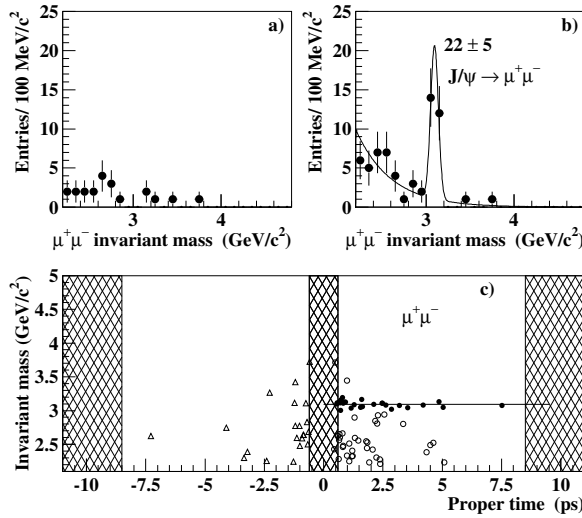 a)
Entries/ 100 MeV/c²
25
20
15
10
5
0
2 3 4
μ⁺μ⁻ invariant mass (GeV/c²)
b)
22 ± 5
J/ψ → μ⁺μ⁻
Entries/ 100 MeV/c²
25
20
15
10
5
0
2 3 4
μ⁺μ⁻ invariant mass (GeV/c²)
c)
μ⁺μ⁻
Invariant mass (GeV/c²)
5
4.5
4
3.5
3
2.5
-10 -7.5 -5 -2.5 0 2.5 5 7.5 10
Proper time (ps)